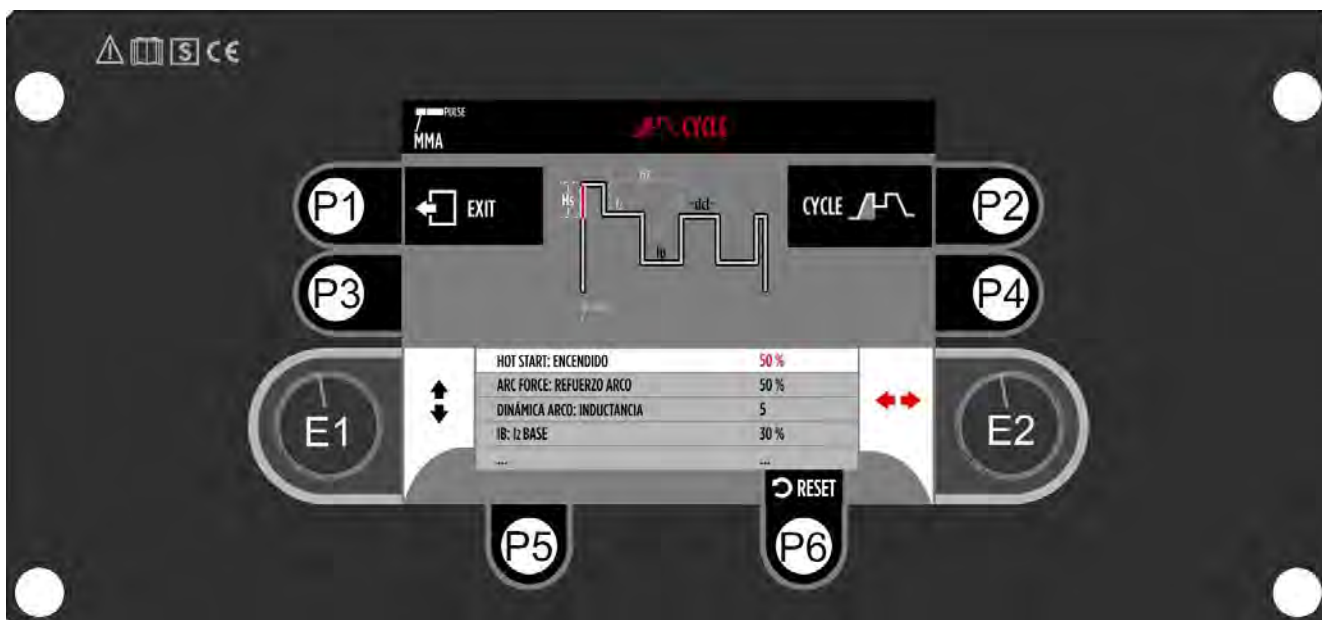 S CE
PULSE
MMA
CYCLE
P1
EXIT
Hs
dd
CYCLE
P2
P3
P4
HOT START: ENCENDIDO 50 %
ARC FORCE: REFUERZO ARCO 50 %
DINÁMICA ARCO: INDUCTANCIA 5
IB: I2 BASE 30 %
... ...
E1
E2
RESET
P5
P6